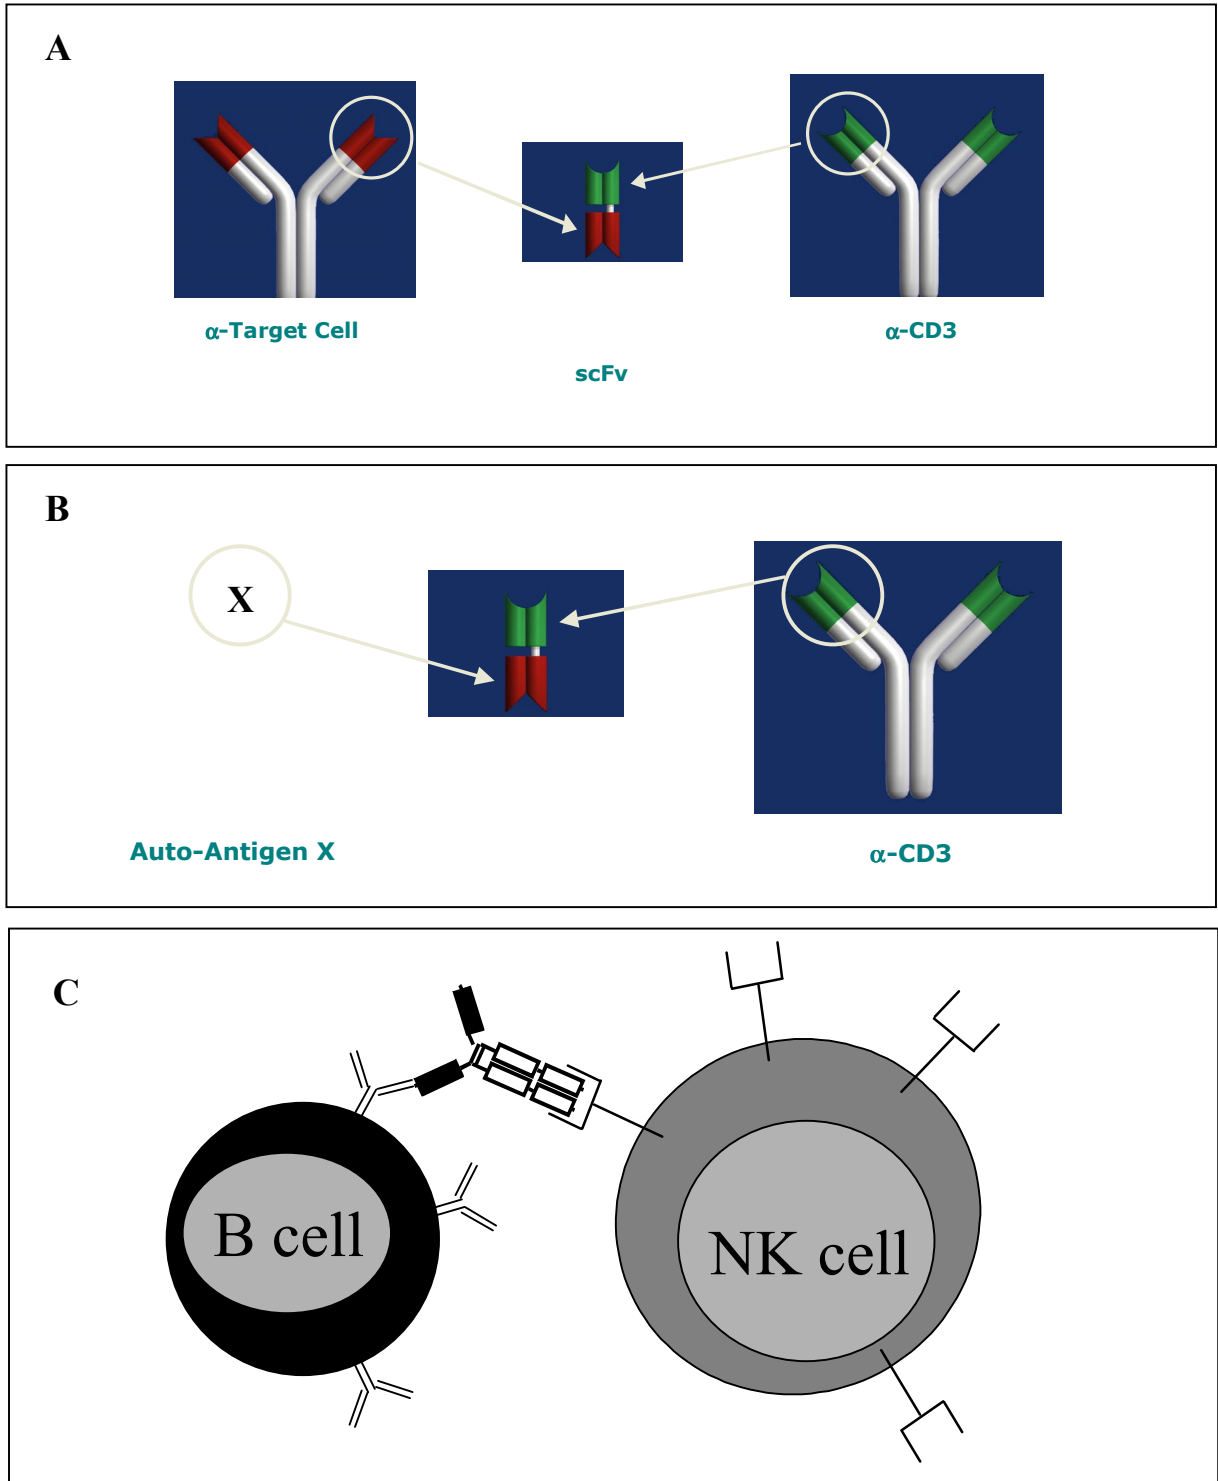 A
α-Target Cell
α-CD3
scFv
B
X
Auto-Antigen X
α-CD3
C
B cell
NK cell